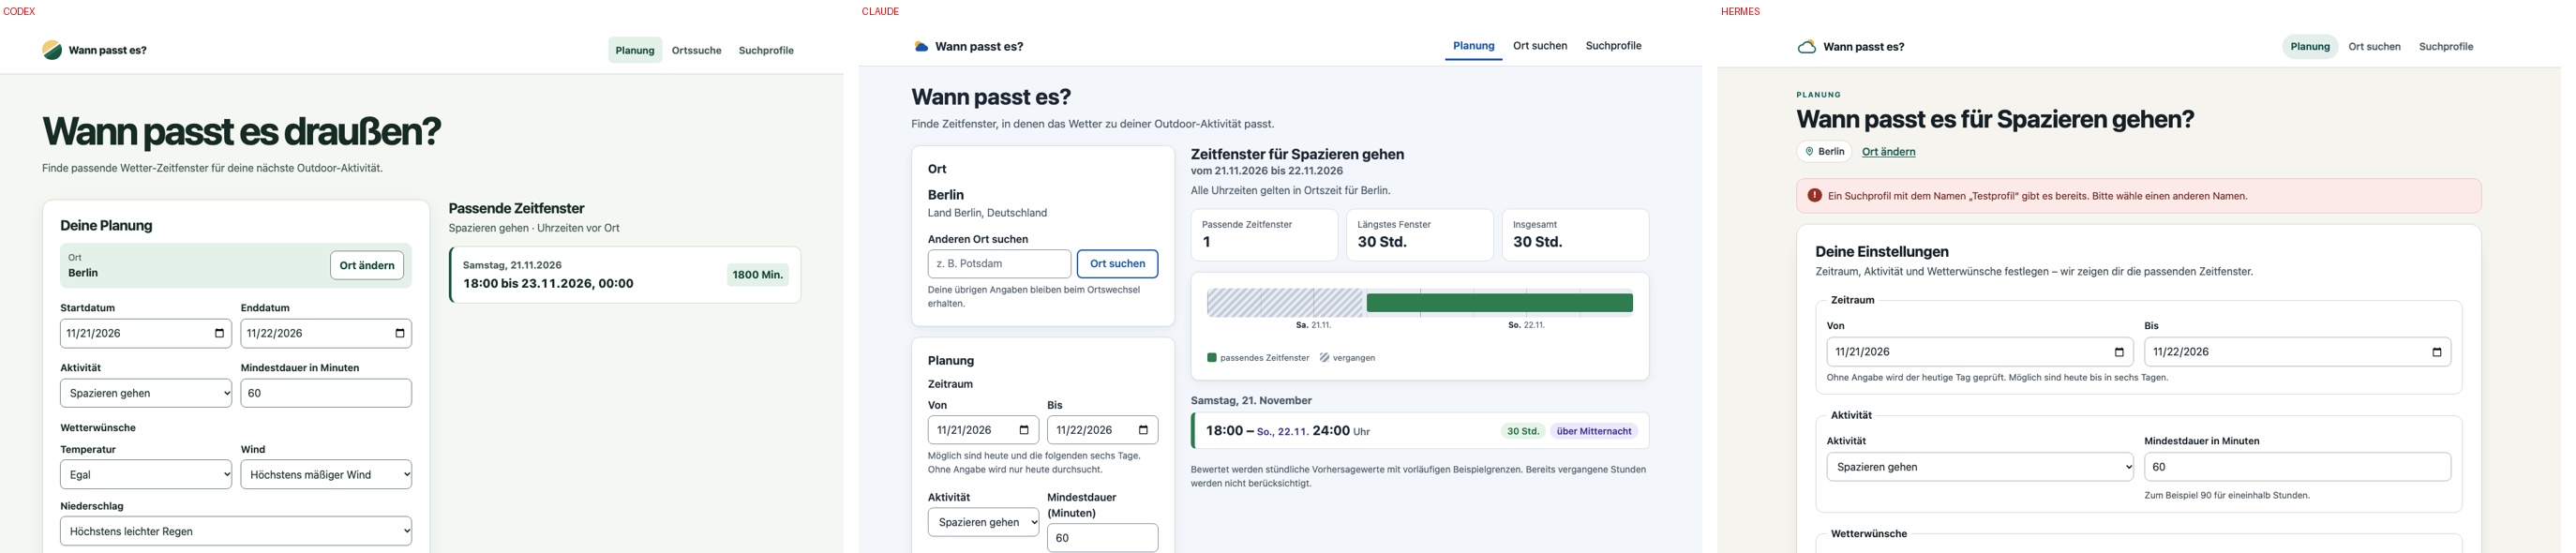 CODEX
Wann passt es?
Planung
Ortssuche
Suchprofile
Wann passt es draußen?
Finde passende Wetter-Zeitfenster für deine nächste Outdoor-Aktivität.
Deine Planung
Ort
Berlin
Ort ändern
Startdatum
Enddatum
11/21/2026
11/22/2026
Aktivität
Mindestdauer in Minuten
Spazieren gehen
60
Wetterwünsche
Temperatur
Wind
Egal
Höchstens mäßiger Wind
Niederschlag
Höchstens leichter Regen
Passende Zeitfenster
Spazieren gehen · Uhrzeiten vor Ort
Samstag, 21.11.2026
18:00 bis 23.11.2026, 00:00
1800 Min.
CLAUDE
Wann passt es?
Planung
Ort suchen
Suchprofile
Wann passt es?
Finde Zeitfenster, in denen das Wetter zu deiner Outdoor-Aktivität passt.
Ort
Berlin
Land Berlin, Deutschland
Anderen Ort suchen
z. B. Potsdam
Ort suchen
Deine übrigen Angaben bleiben beim Ortswechsel
erhalten.
Planung
Zeitraum
Von
Bis
11/21/2026
11/22/2026
Möglich sind heute und die folgenden sechs Tage.
Ohne Angabe wird nur heute durchsucht.
Aktivität
Mindestdauer
(Minuten)
Spazieren gehen
60
Zeitfenster für Spazieren gehen
vom 21.11.2026 bis 22.11.2026
Alle Uhrzeiten gelten in Ortszeit für Berlin.
Passende Zeitfenster
1
Längstes Fenster
30 Std.
Insgesamt
30 Std.
Sa. 21.11.
So. 22.11.
passendes Zeitfenster
vergangen
Samstag, 21. November
18:00 – So., 22.11. 24:00 Uhr
30 Std.
über Mitternacht
Bewertet werden stündliche Vorhersagewerte mit vorläufigen Beispielgrenzen. Bereits vergangene Stunden
werden nicht berücksichtigt.
HERMES
Wann passt es?
Planung
Ort suchen
Suchprofile
PLANUNG
Wann passt es für Spazieren gehen?
Berlin
Ort ändern
Ein Suchprofil mit dem Namen „Testprofil“ gibt es bereits. Bitte wähle einen anderen Namen.
Deine Einstellungen
Zeitraum, Aktivität und Wetterwünsche festlegen – wir zeigen dir die passenden Zeitfenster.
Zeitraum
Von
Bis
11/21/2026
11/22/2026
Ohne Angabe wird der heutige Tag geprüft. Möglich sind heute bis in sechs Tagen.
Aktivität
Aktivität
Mindestdauer in Minuten
Spazieren gehen
60
Zum Beispiel 90 für eineinhalb Stunden.
Wetterwünsche